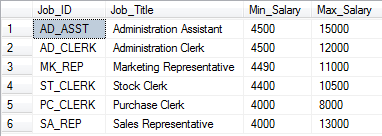 Job_ID Job_Title Min_Salary Max_Salary
1 AD_ASST Administration Assistant 4500 15000
2 AD_CLERK Administration Clerk 4500 12000
3 MK_REP Marketing Representative 4490 11000
4 ST_CLERK Stock Clerk 4400 10500
5 PC_CLERK Purchase Clerk 4000 8000
6 SA_REP Sales Representative 4000 13000